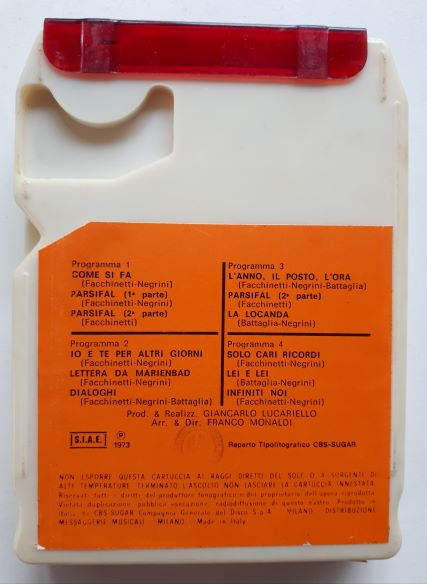 Programma 1
COME SI FA
(Facchinetti-Negrini)
PARSIFAL (1ª parte)
(Facchinetti-Negrini)
PARSIFAL (2ª parte)
(Facchinetti)
Programma 3
L'ANNO, IL POSTO, L'ORA
(Facchinetti-Negrini-Battaglia)
PARSIFAL (2ª parte)
(Facchinetti)
LA LOCANDA
(Battaglia-Negrini)
Programma 2
IO E TE PER ALTRI GIORNI
(Facchinetti-Negrini)
LETTERA DA MARIENBAD
(Facchinetti-Negrini)
DIALOGHI
(Facchinetti-Negrini-Battaglia)
Programma 4
SOLO CARI RICORDI
(Facchinetti-Negrini)
LEI E LEI
(Battaglia-Negrini)
INFINITI NOI
(Facchinetti-Negrini)
Prod. & Realizz. GIANCARLO LUCARIELLO
Arr. & Dir. FRANCO MONALDI
S.I.A.E. Ⓟ
1973
Reparto Tipolitografico CBS-SUGAR
NON ESPORRE QUESTA CARTUCCIA AI RAGGI DIRETTI DEL SOLE O A SORGENTI DI
ALTE TEMPERATURE. TERMINATO L'ASCOLTO NON LASCIARE LA CARTUCCIA INNESTATA.
Riservati tutti i diritti del produttore fonografico e del proprietario dell'opera riprodotta
Vietata duplicazione, pubblica esecuzione, radiodiffusione di questo nastro. Prodotto in
Italia da CBS-SUGAR Compagnia Generale del Disco S.p.A. MILANO DISTRIBUZIONE
MESSAGGERIE MUSICALI MILANO Made in Italy